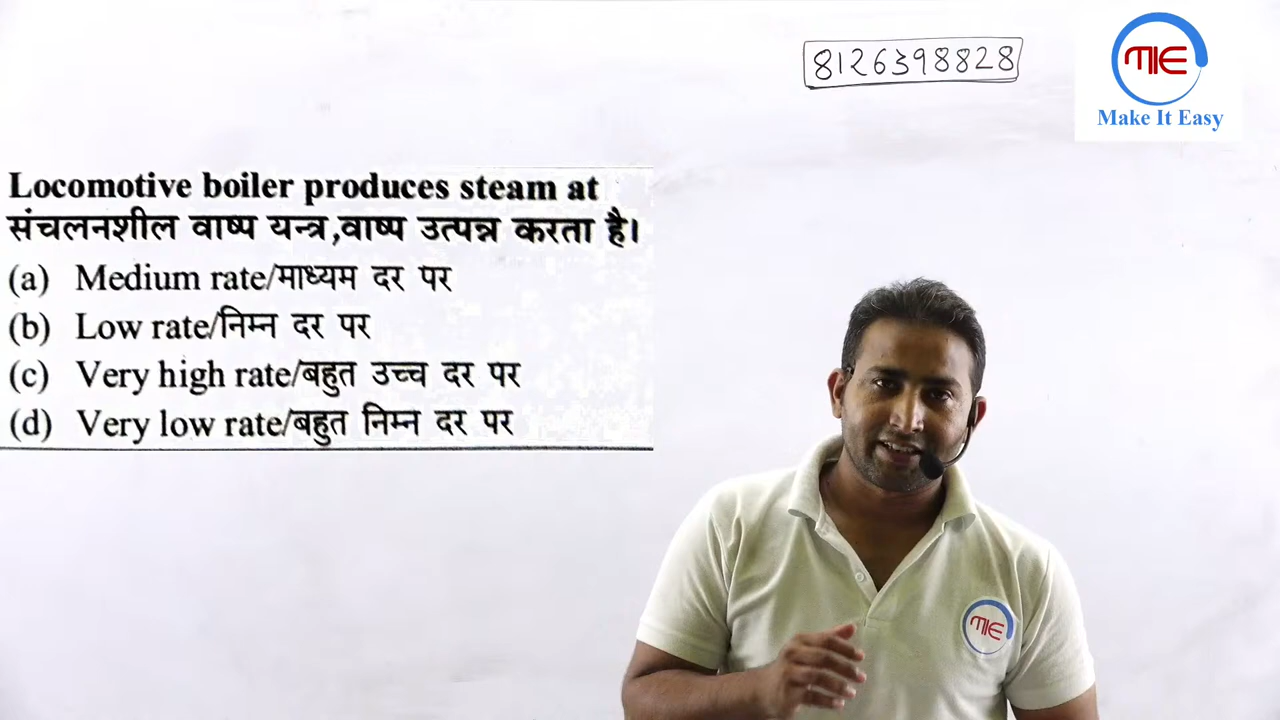 8126398828
MIE
Make It Easy
Locomotive boiler produces steam at
संचलनशील वाष्प यन्त्र,वाष्प उत्पन्न करता है।
(a) Medium rate/माध्यम दर पर
(b) Low rate/निम्न दर पर
(c) Very high rate/बहुत उच्च दर पर
(d) Very low rate/बहुत निम्न दर पर
MIE